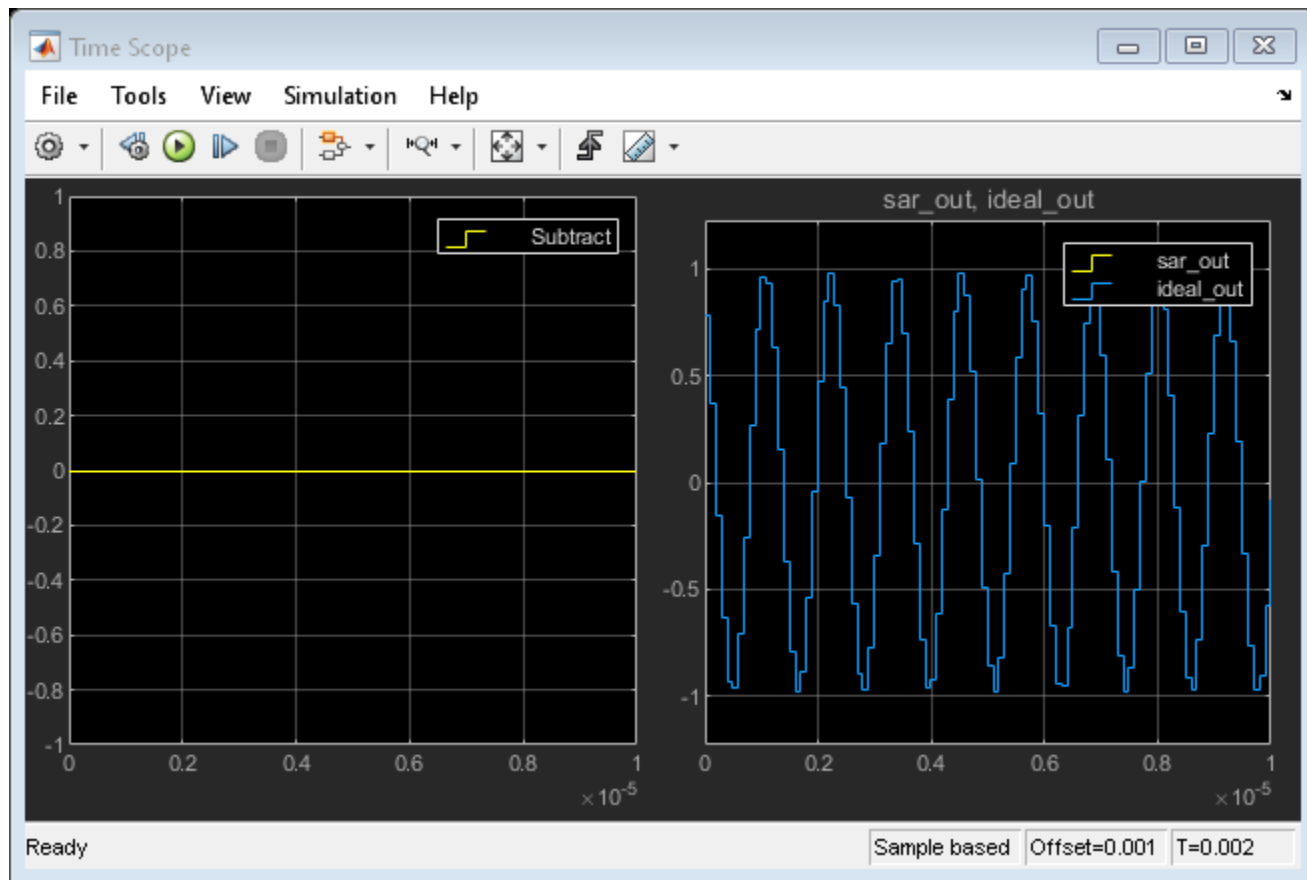 Time Scope
File Tools View Simulation Help
Subtract
1
0.8
0.6
0.4
0.2
0
-0.2
-0.4
-0.6
-0.8
-1
0 0.2 0.4 0.6 0.8 1
×10-5
sar_out, ideal_out
sar_out
ideal_out
1
0.5
0
-0.5
-1
0 0.2 0.4 0.6 0.8 1
×10-5
Ready Sample based Offset=0.001 T=0.002